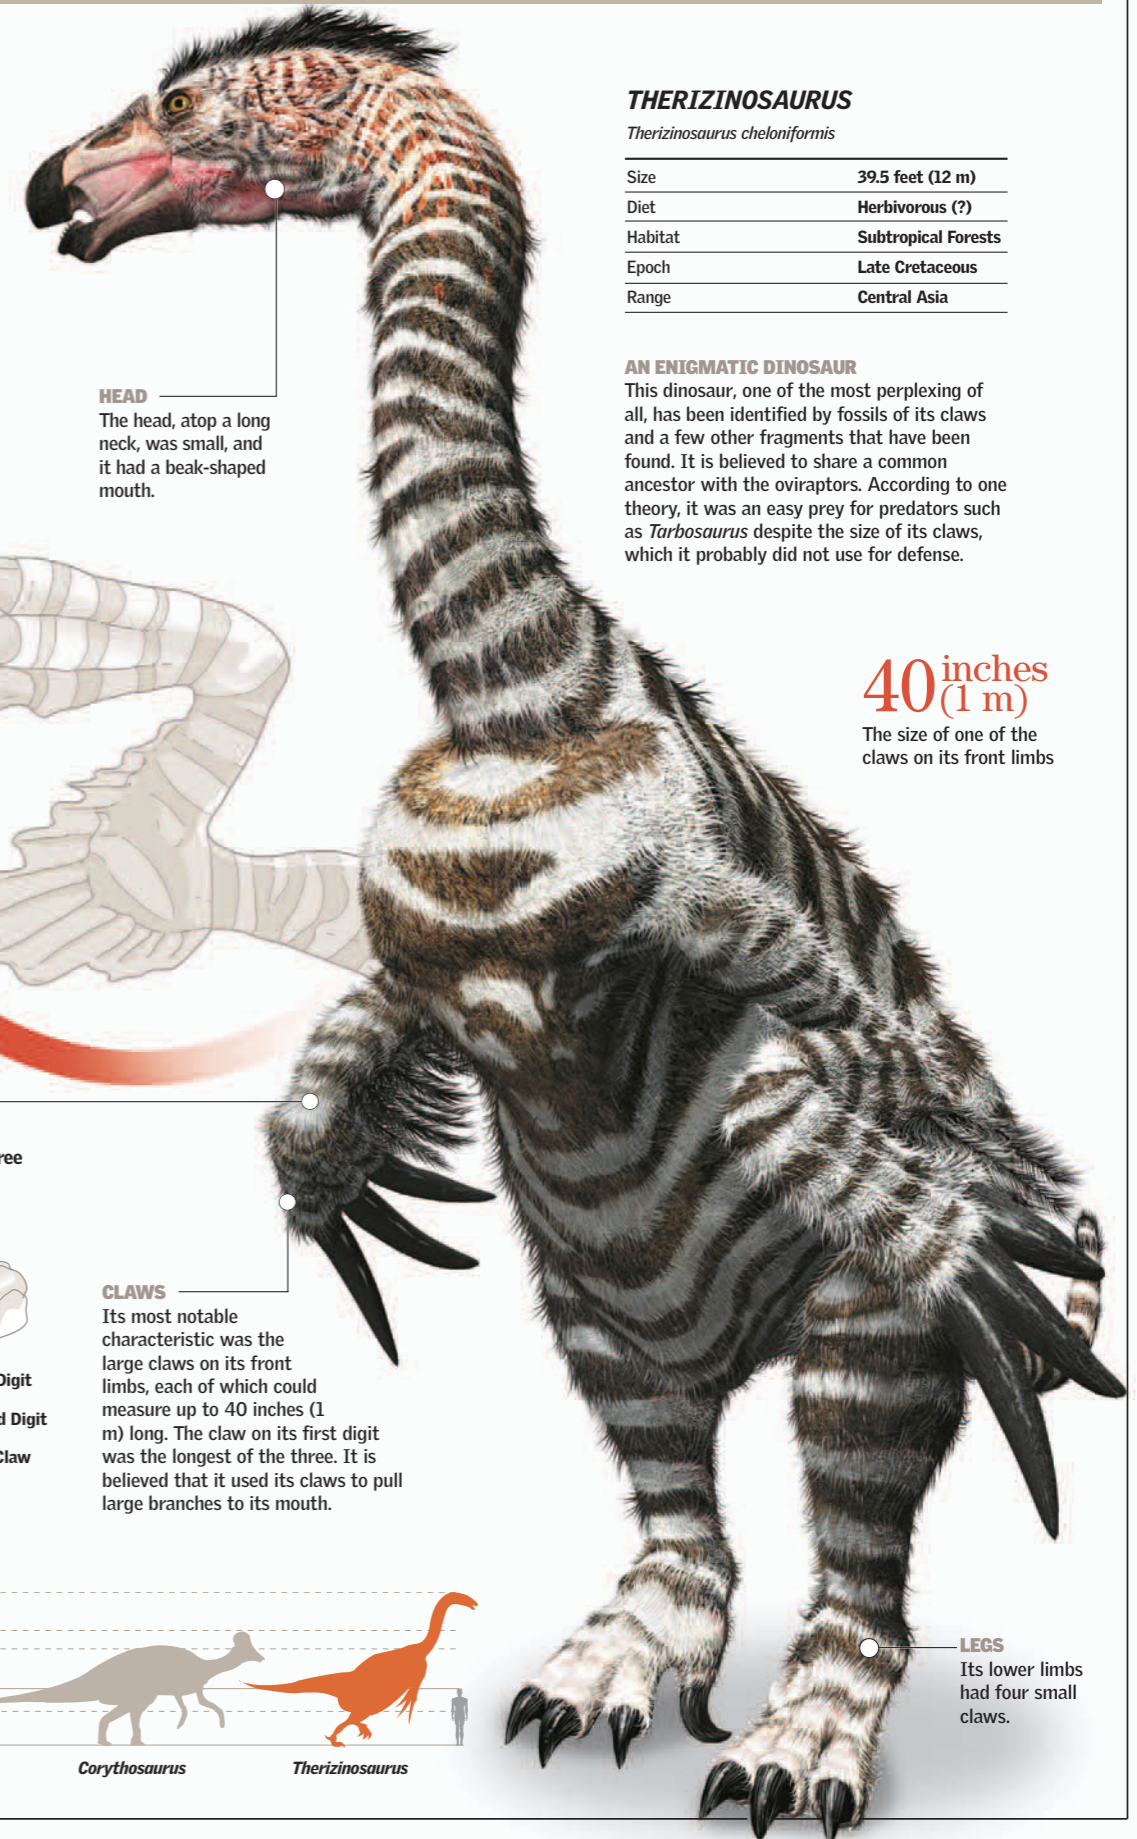 THERIZINOSAURUS
Therizinosaurus cheloniformis
Size 39.5 feet (12 m)
Diet Herbivorous (?)
Habitat Subtropical Forests
Epoch Late Cretaceous
Range Central Asia
HEAD
The head, atop a long
neck, was small, and
it had a beak-shaped
mouth.
AN ENIGMATIC DINOSAUR
This dinosaur, one of the most perplexing of
all, has been identified by fossils of its claws
and a few other fragments that have been
found. It is believed to share a common
ancestor with the oviraptors. According to one
theory, it was an easy prey for predators such
as Tarbosaurus despite the size of its claws,
which it probably did not use for defense.
40 inches
(1 m)
The size of one of the
claws on its front limbs
ree
CLAWS
Its most notable
characteristic was the
large claws on its front
limbs, each of which could
measure up to 40 inches (1
m) long. The claw on its first digit
was the longest of the three. It is
believed that it used its claws to pull
large branches to its mouth.
Digit
d Digit
Claw
LEGS
Its lower limbs
had four small
claws.
Corythosaurus
Therizinosaurus